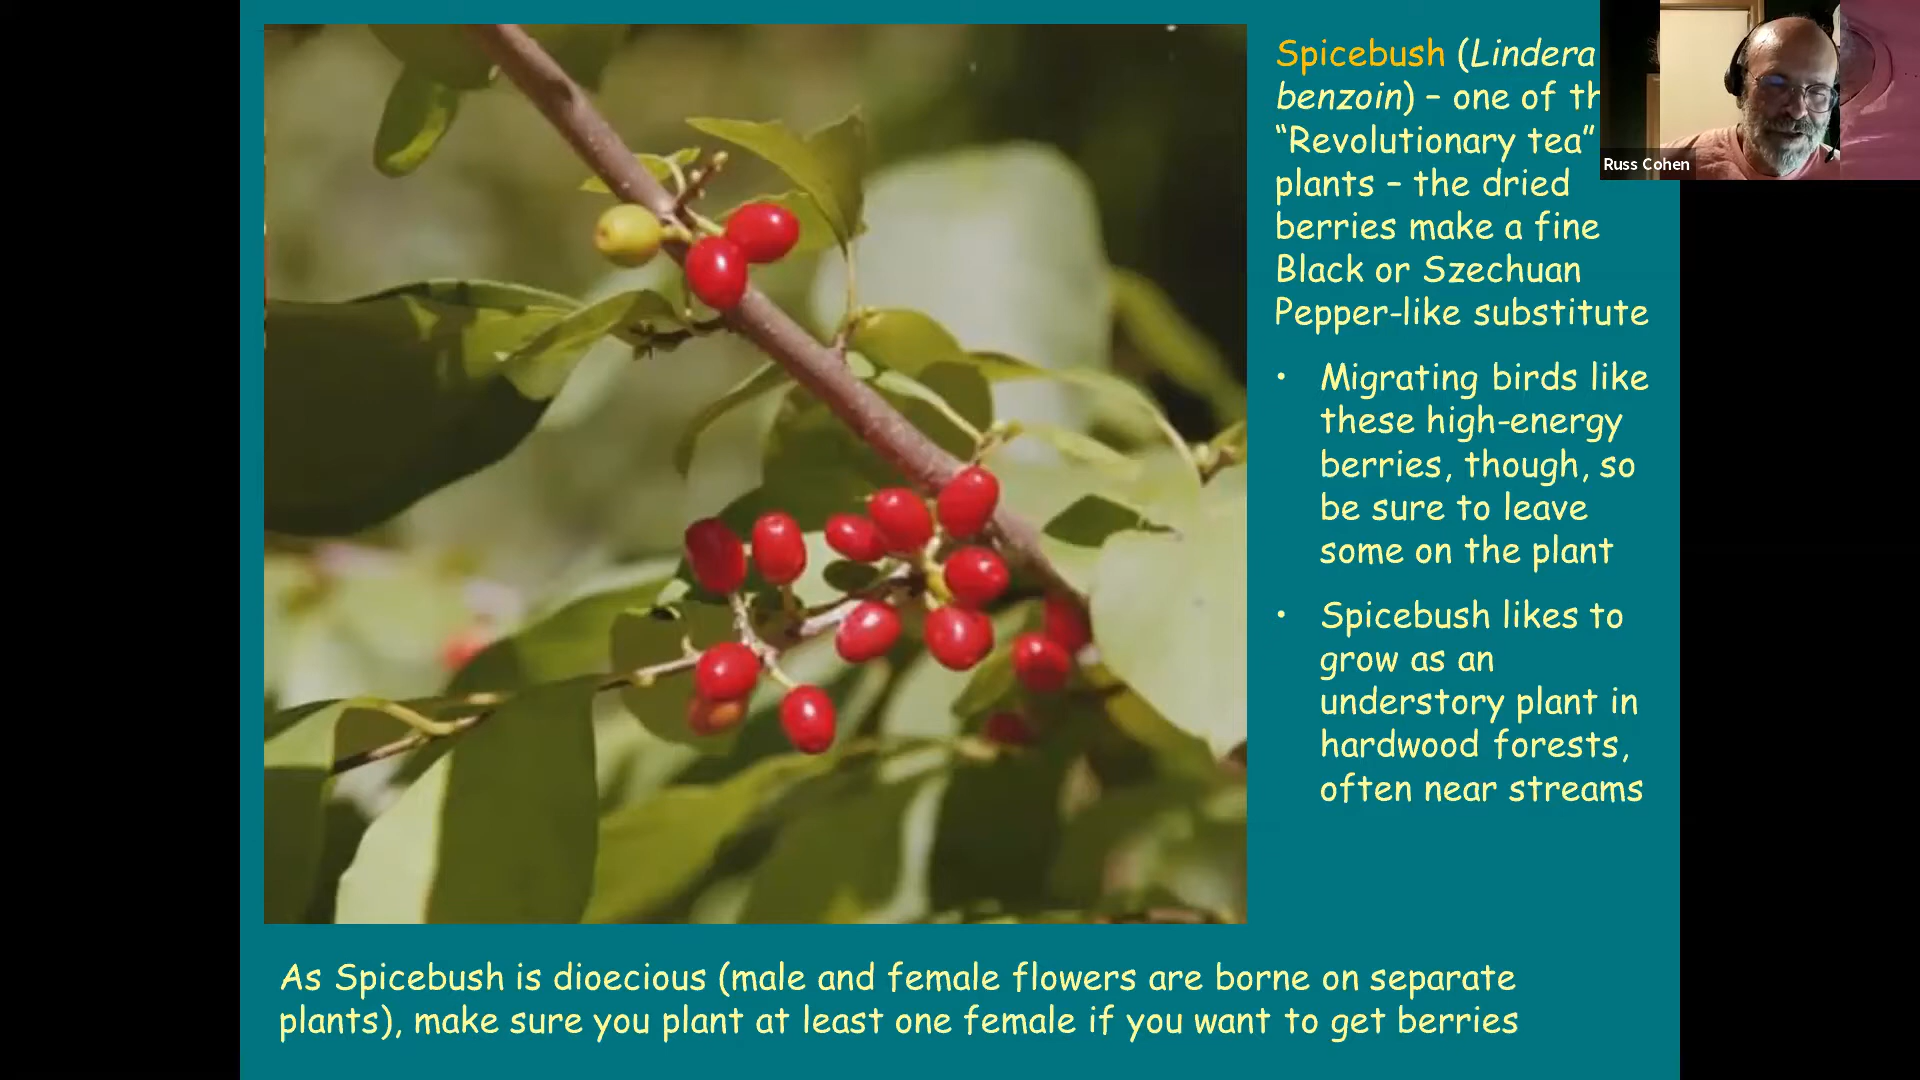 Spicebush (Lindera
benzoin) – one of
“Revolutionary tea”
plants – the dried
berries make a fine
Black or Szechuan
Pepper-like substitute
• Migrating birds like
these high-energy
berries, though, so
be sure to leave
some on the plant
• Spicebush likes to
grow as an
understory plant in
hardwood forests,
often near streams
As Spicebush is dioecious (male and female flowers are borne on separate
plants), make sure you plant at least one female if you want to get berries
Russ Cohen